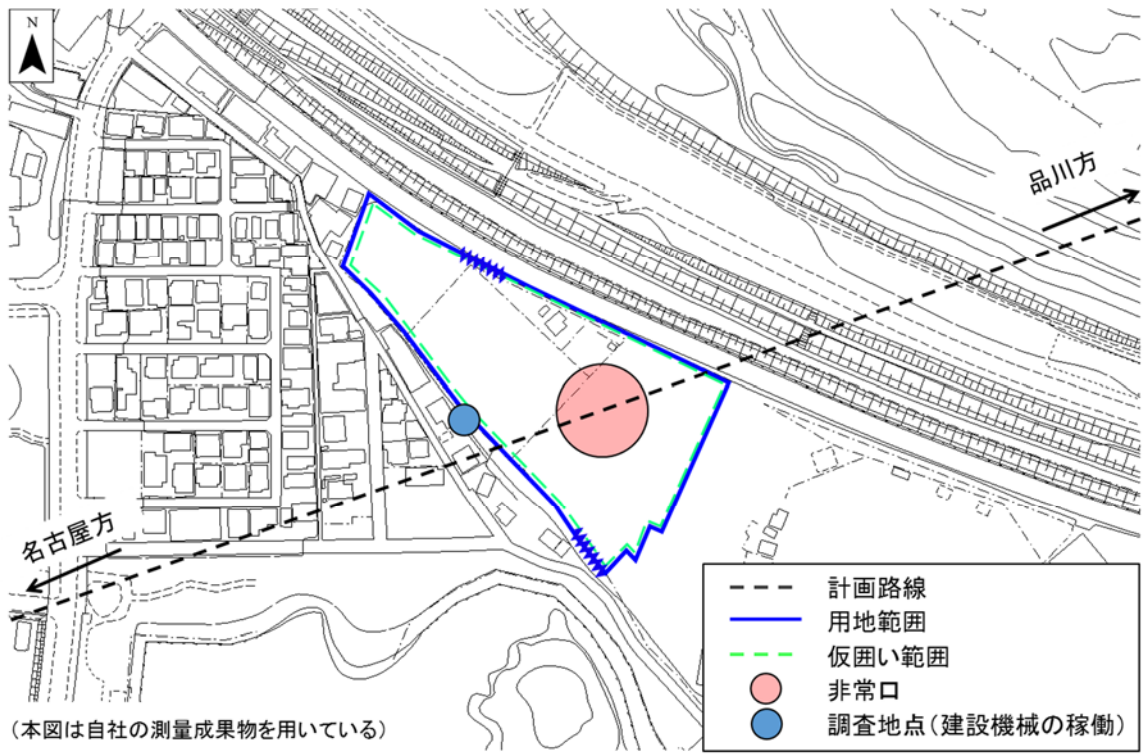 N
品川方
名古屋方
計画路線
用地範囲
仮囲い範囲
非常口
調査地点(建設機械の稼働)
(本図は自社の測量成果物を用いている)